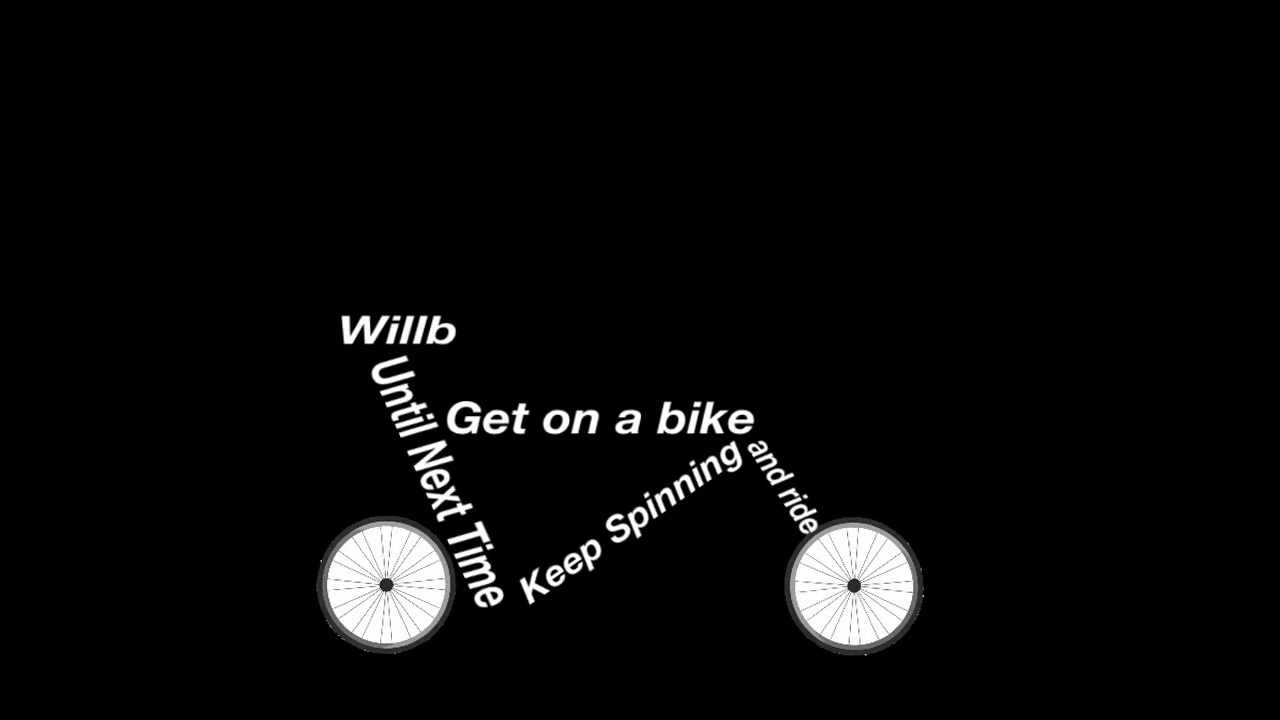 Willb
Until Next Time
Get on a bike
Keep Spinning
and ride